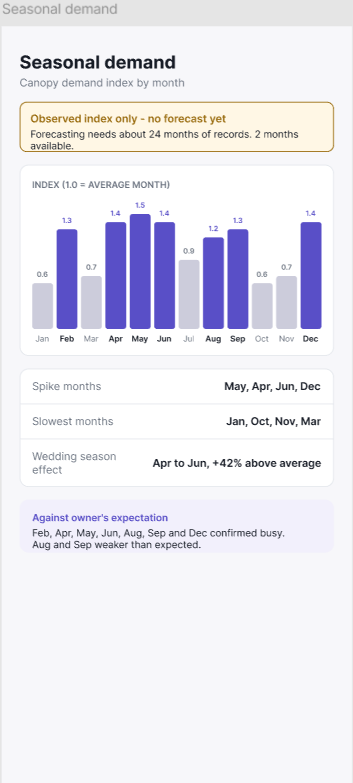 Seasonal demand
Seasonal demand
Canopy demand index by month
Observed index only - no forecast yet
Forecasting needs about 24 months of records. 2 months
available.
INDEX (1.0 = AVERAGE MONTH)
0.6 1.3 0.7 1.4 1.5 1.4 0.9 1.2 1.3 0.6 0.7 1.4
Jan Feb Mar Apr May Jun Jul Aug Sep Oct Nov Dec
Spike months May, Apr, Jun, Dec
Slowest months Jan, Oct, Nov, Mar
Wedding season
effect
Apr to Jun, +42% above average
Against owner's expectation
Feb, Apr, May, Jun, Aug, Sep and Dec confirmed busy.
Aug and Sep weaker than expected.